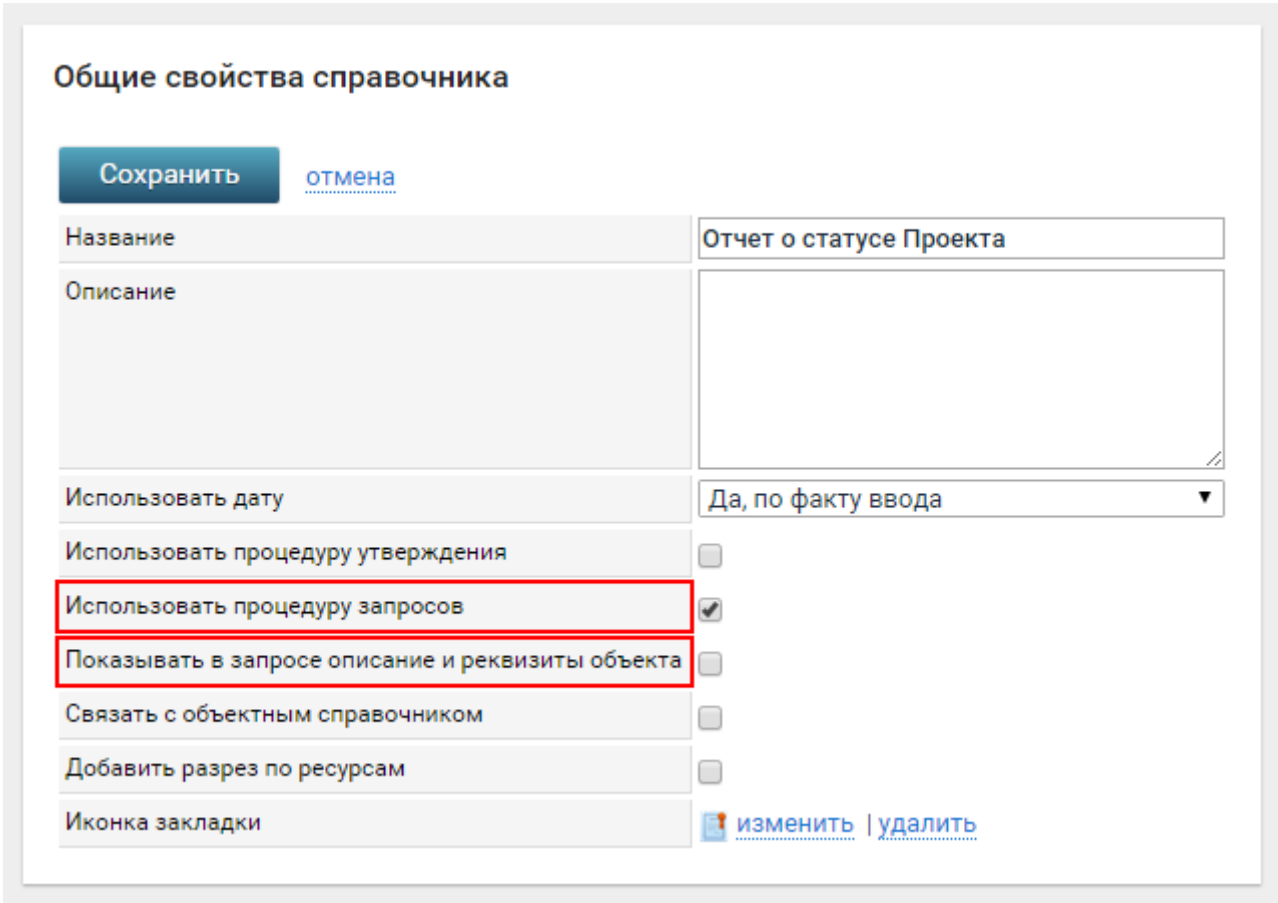 Общие свойства справочника
Сохранить отмена
Название Отчет о статусе Проекта
Описание
Использовать дату Да, по факту ввода
Использовать процедуру утверждения
Использовать процедуру запросов
Показывать в запросе описание и реквизиты объекта
Связать с объектным справочником
Добавить разрез по ресурсам
Иконка закладки изменить | удалить